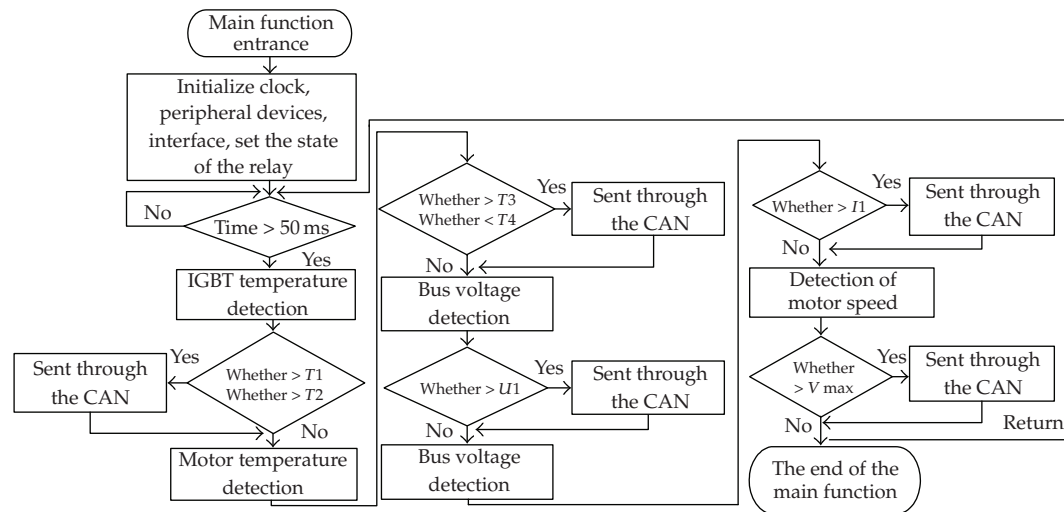 Main function
entrance
Initialize clock,
peripheral devices,
interface, set the state
of the relay
No
Time > 50 ms
Yes
IGBT temperature
detection
Yes
Whether > T1
Whether > T2
Sent through
the CAN
No
Motor temperature
detection
Whether > T3
Whether < T4
Yes
Sent through
the CAN
No
Bus voltage
detection
Whether > U1
Yes
Sent through
the CAN
No
Bus voltage
detection
Whether > I1
Yes
Sent through
the CAN
No
Detection of
motor speed
Whether
> V max
Yes
Sent through
the CAN
No
Return
The end of the
main function